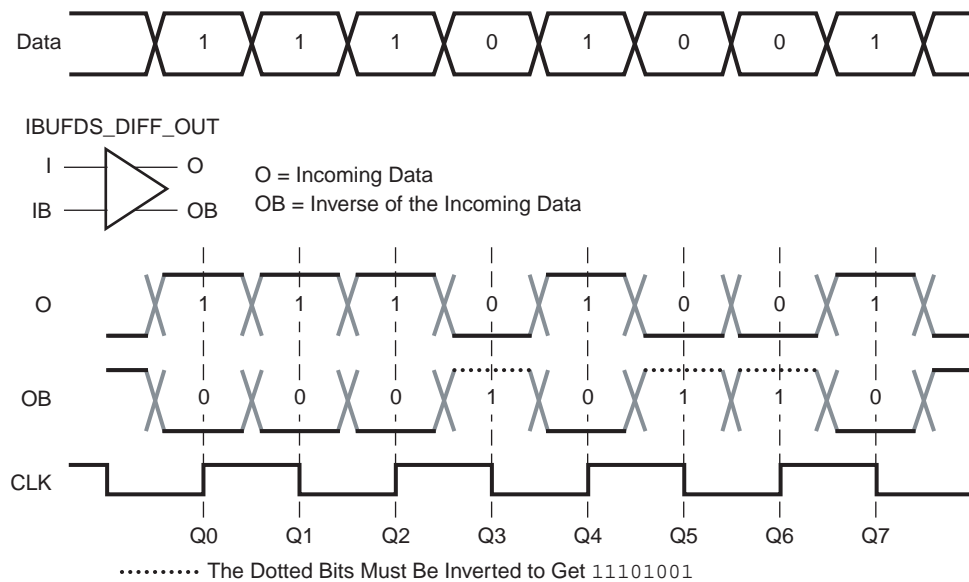 Data 1 1 1 0 1 0 0 1
IBUFDS_DIFF_OUT
I O
IB OB
O = Incoming Data
OB = Inverse of the Incoming Data
O 1 1 1 0 1 0 0 1
OB 0 0 0 1 0 1 1 0
CLK
Q0 Q1 Q2 Q3 Q4 Q5 Q6 Q7
The Dotted Bits Must Be Inverted to Get 11101001